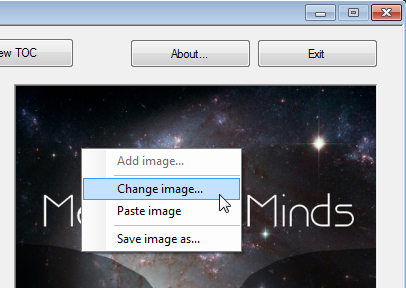 ew TOC
About...
Exit
Add image...
Change image...
Me Minds
Paste image
Save image as...